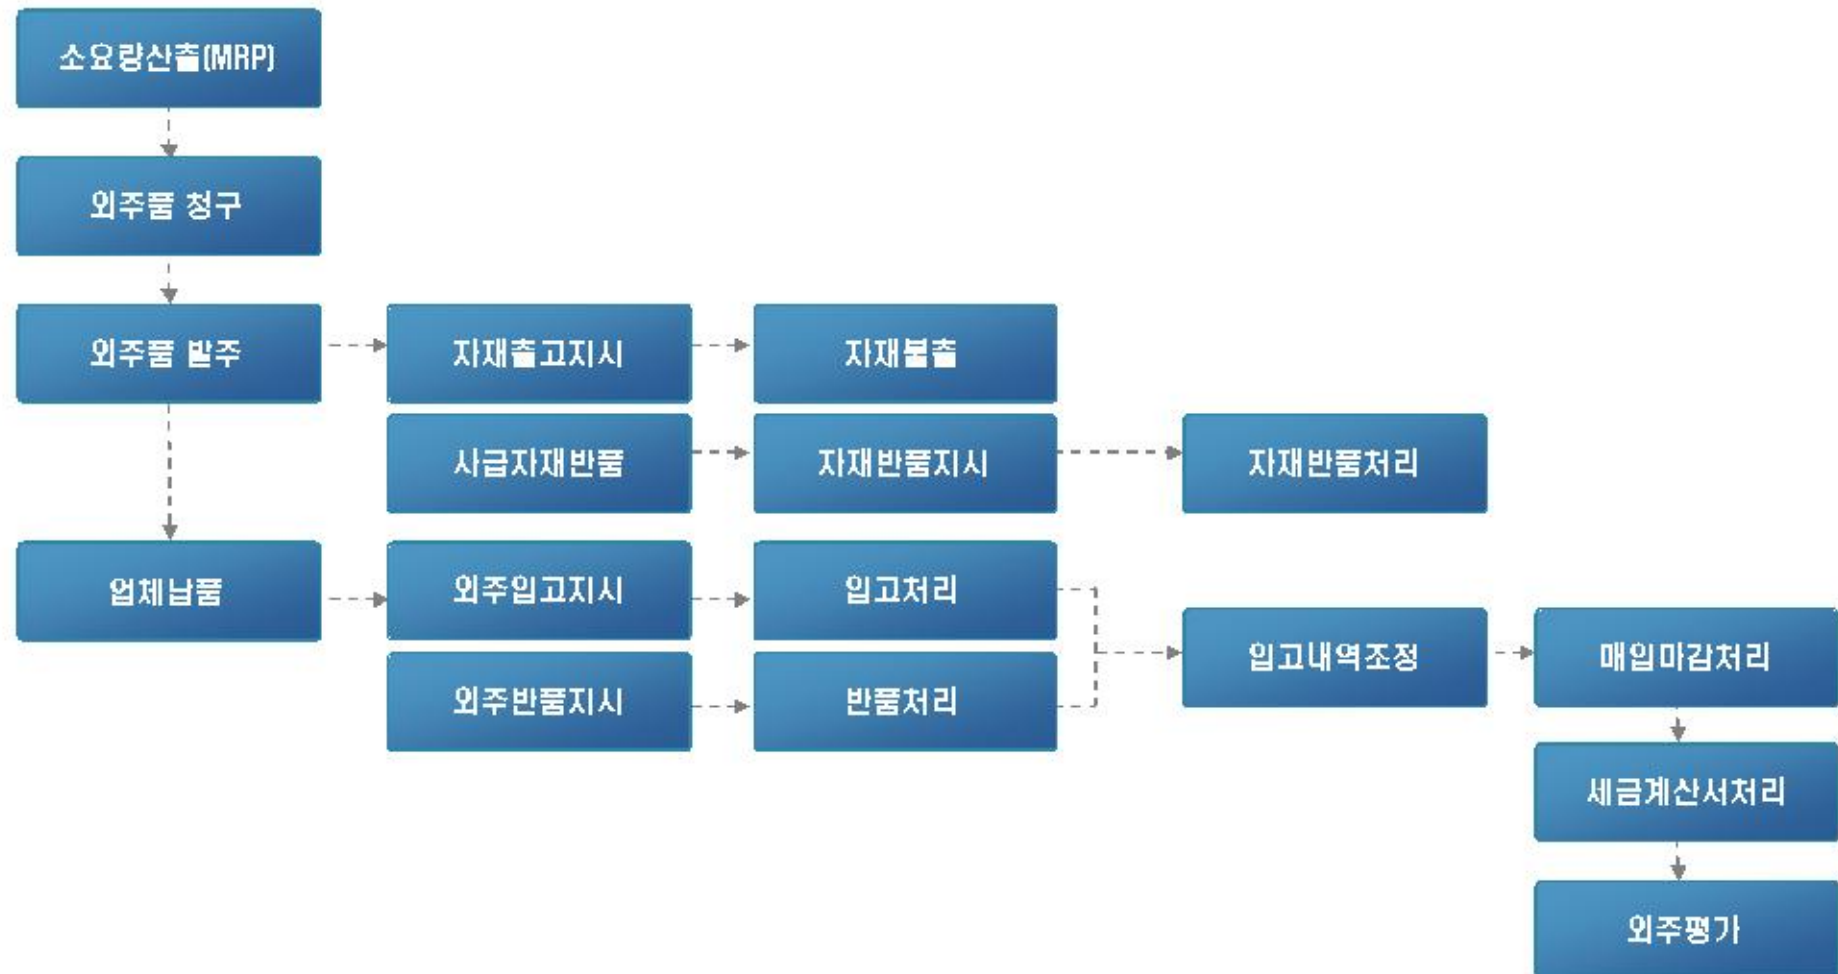 소요량산출(MRP)
외주품 청구
외주품 발주
자재출고지시
자재불출
사급자재반품
자재반품지시
자재반품처리
업체납품
외주입고지시
입고처리
외주반품지시
반품처리
입고내역조정
매입마감처리
세금계산서처리
외주평가